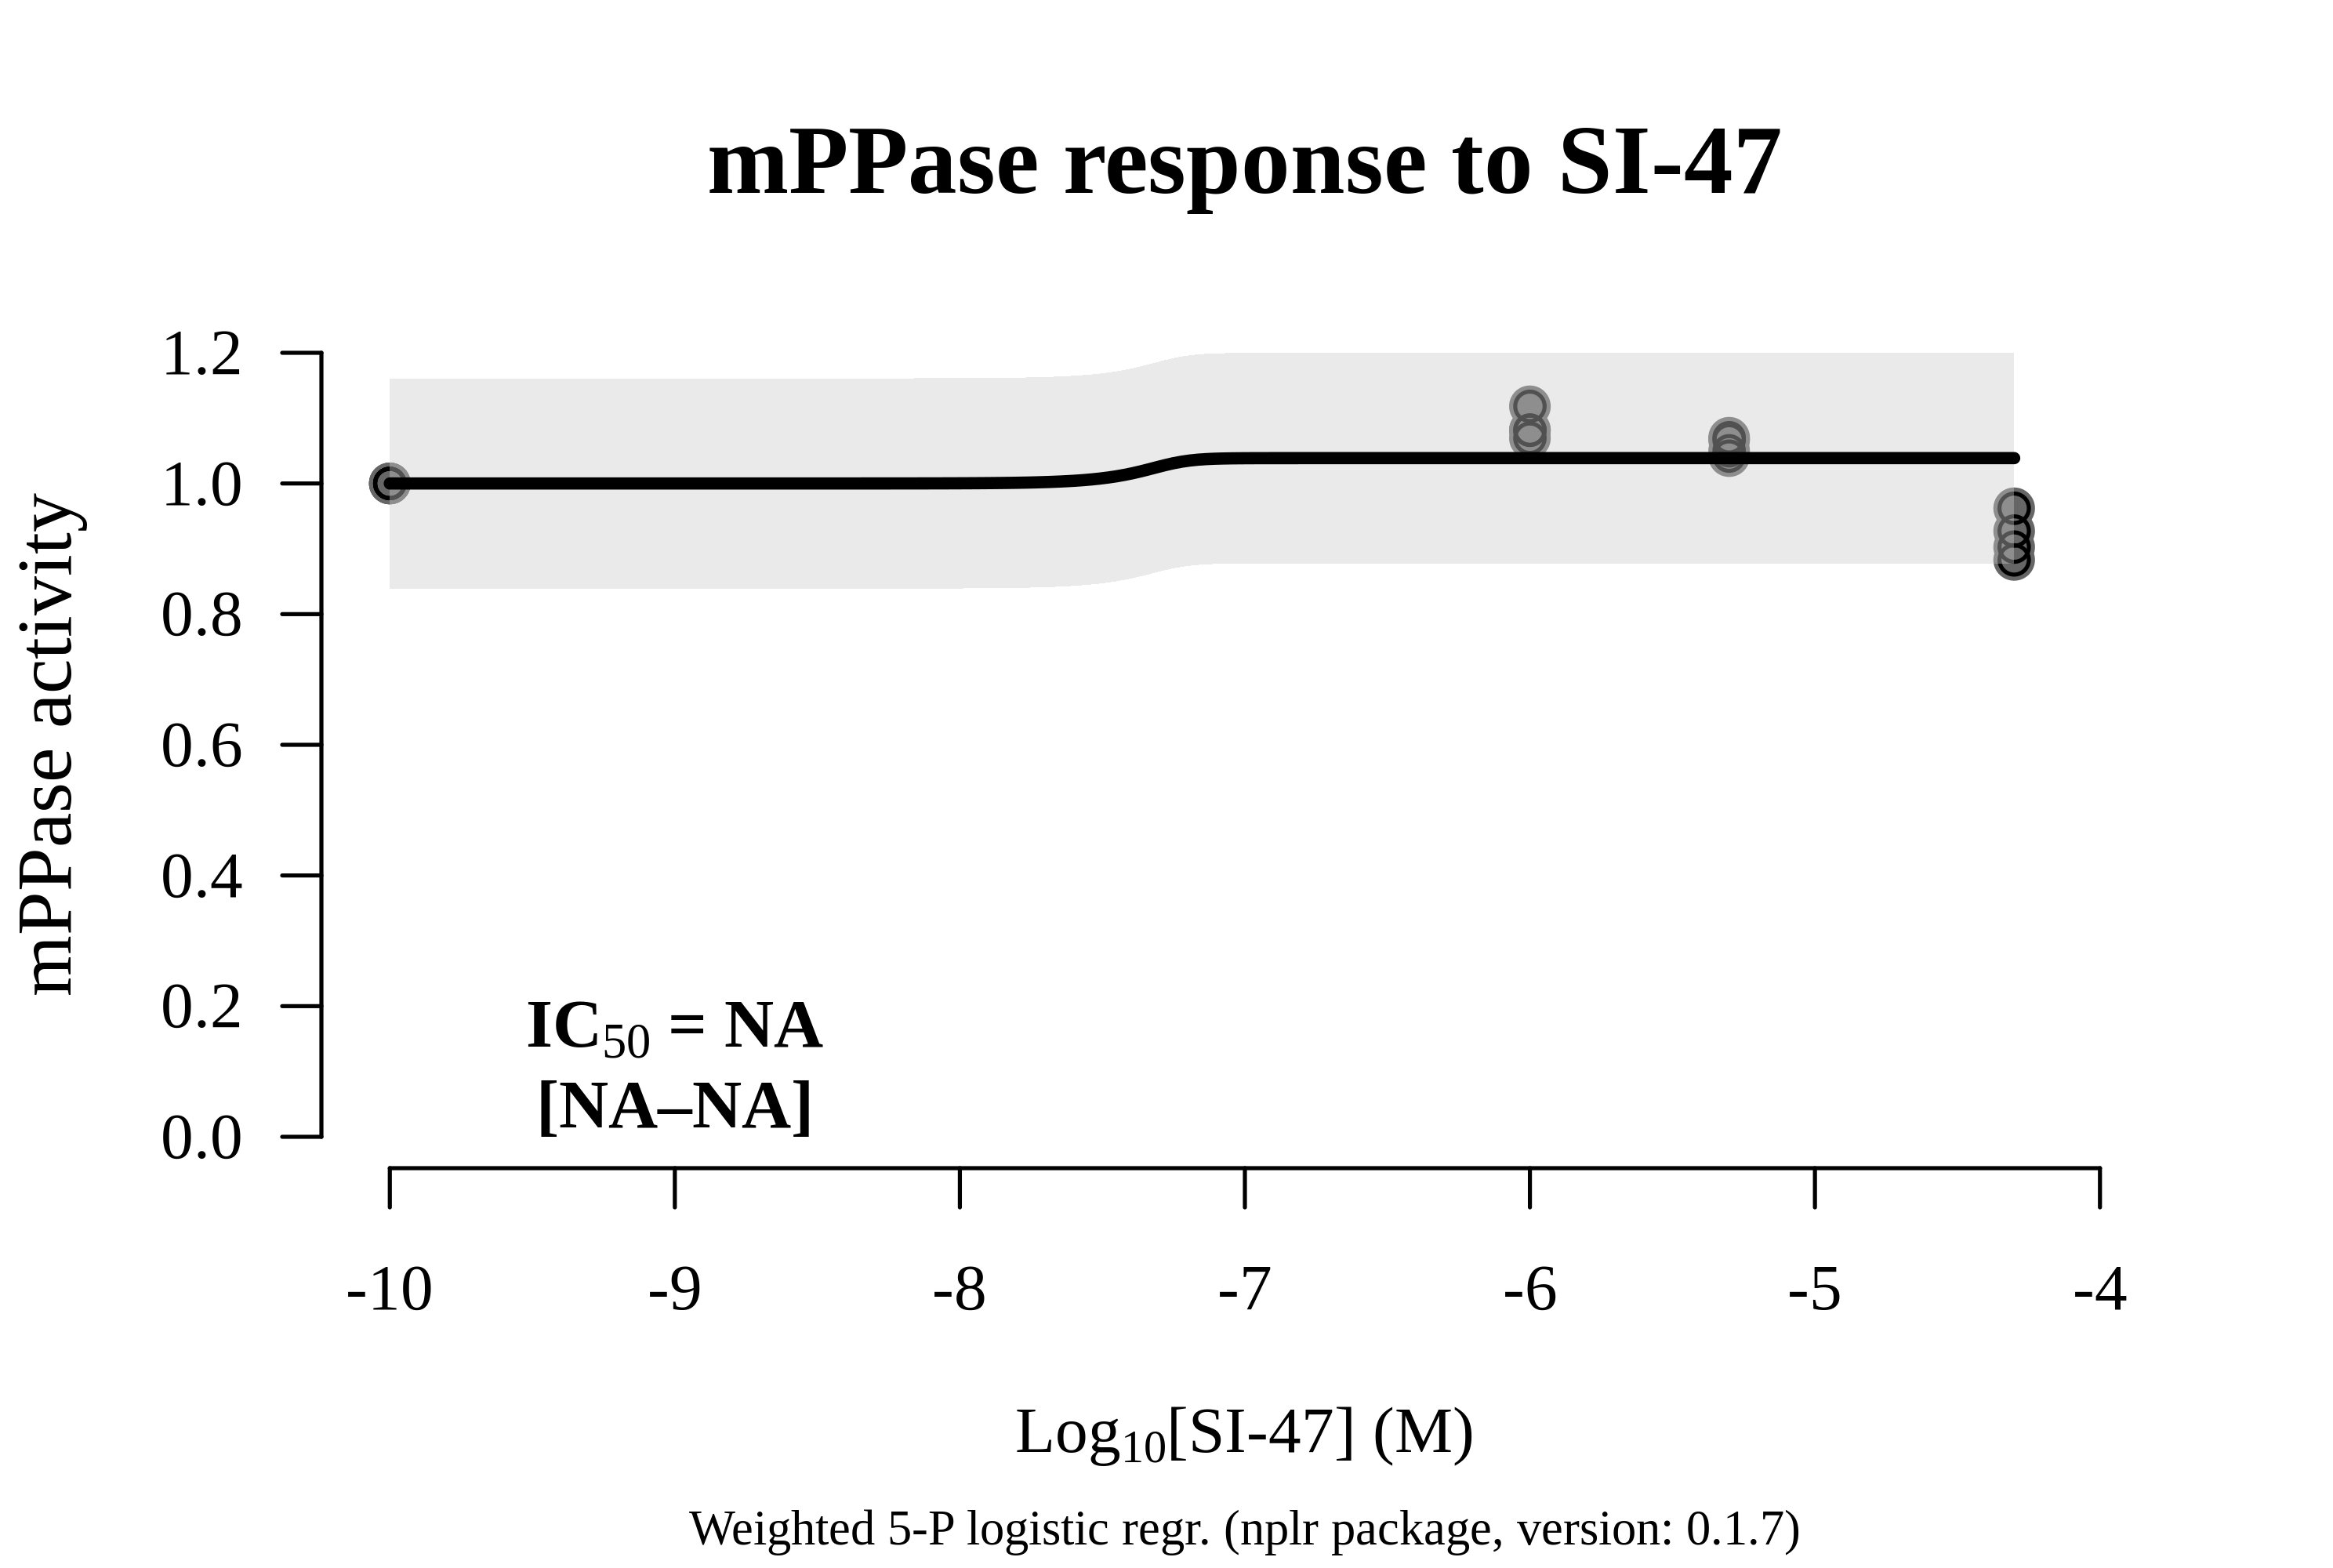 mPPase response to SI-47
mPPase activity
1.2
1.0
0.8
0.6
0.4
0.2
0.0
IC50 = NA
[NA–NA]
-10 -9 -8 -7 -6 -5 -4
Log10[SI-47] (M)
Weighted 5-P logistic regr. (nplr package, version: 0.1.7)